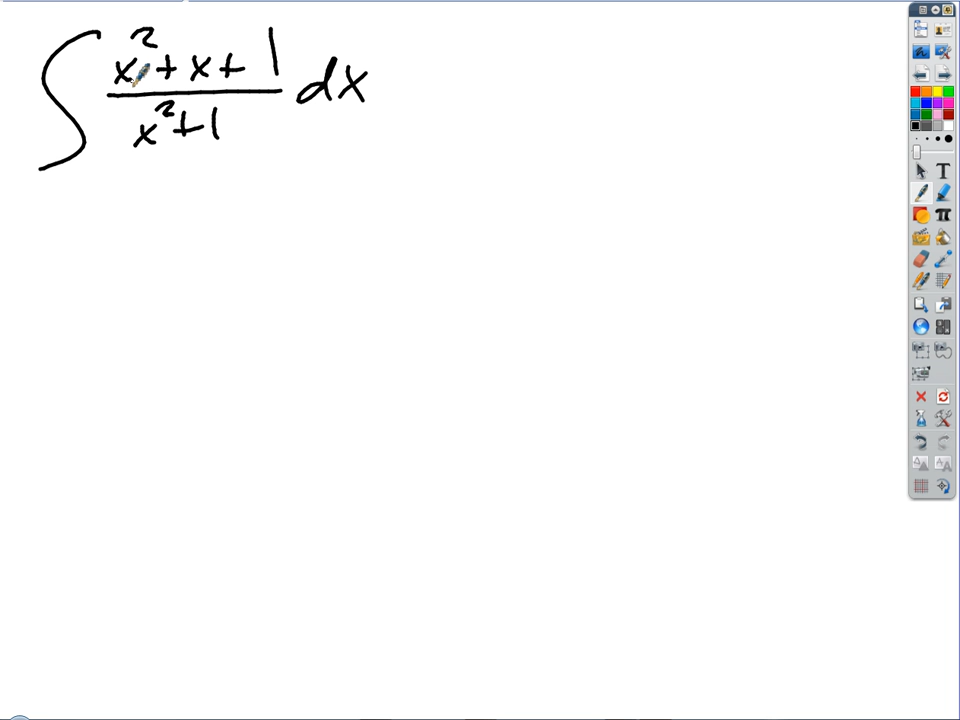 ∫ (x² + x + 1)/(x² + 1) dx